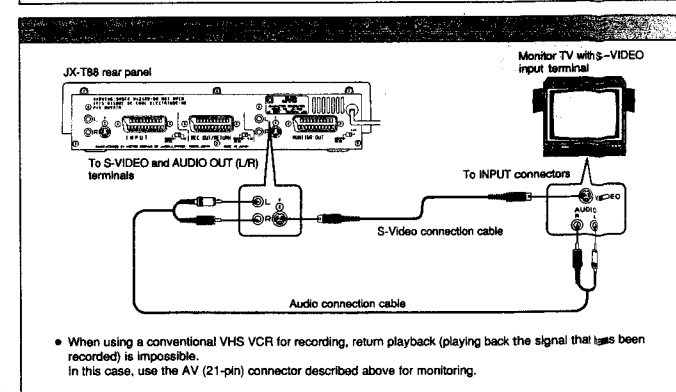 Monitor TV with S-VIDEO
input terminal
JX-T88 rear panel
JVC
L
R
INPUT
REC OUT/RETURN
MONITOR OUT
To S-VIDEO and AUDIO OUT (L/R)
terminals
To INPUT connectors
L
R
AUDIO
R L
S-Video connection cable
Audio connection cable
• When using a conventional VHS VCR for recording, return playback (playing back the signal that has been
recorded) is impossible.
In this case, use the AV (21-pin) connector described above for monitoring.